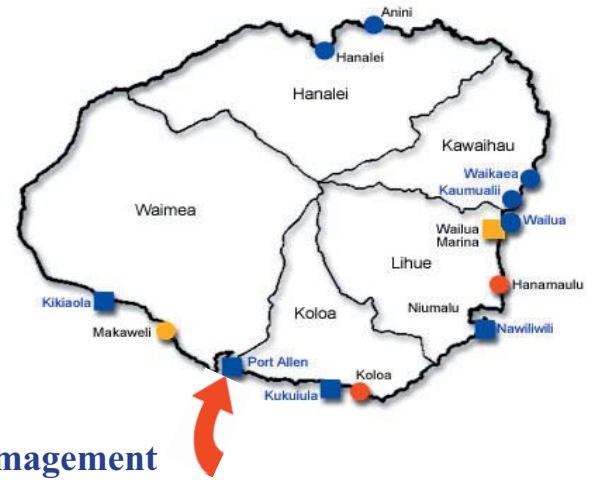 Anini
Hanalei
Hanalei
Kawaihau
Waikaea
Kaumualii
Waimea
Wailua
Wailua
Marina
Lihue
Hanamaulu
Kikiaola
Niumalu
Koloa
Makaweli
Nawiliwili
Port Allen
Koloa
Kukuiula
magement